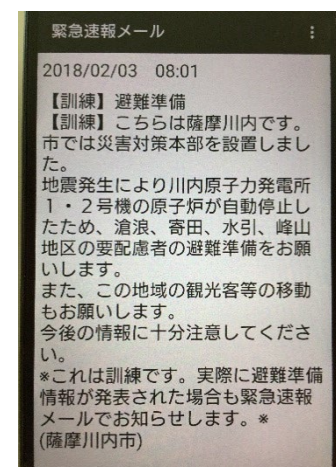 緊急速報メール
2018/02/03 08:01
【訓練】避難準備
【訓練】こちらは薩摩川内です。
市では災害対策本部を設置しまし
た。
地震発生により川内原子力発電所
1・2号機の原子炉が自動停止し
たため、滄浪、寄田、水引、峰山
地区の要配慮者の避難準備をお願
いします。
また、この地域の観光客等の移動
もお願いします。
今後の情報に十分注意してくださ
い。
*これは訓練です。実際に避難準備
情報が発表された場合も緊急速報
メールでお知らせします。*
(薩摩川内市)